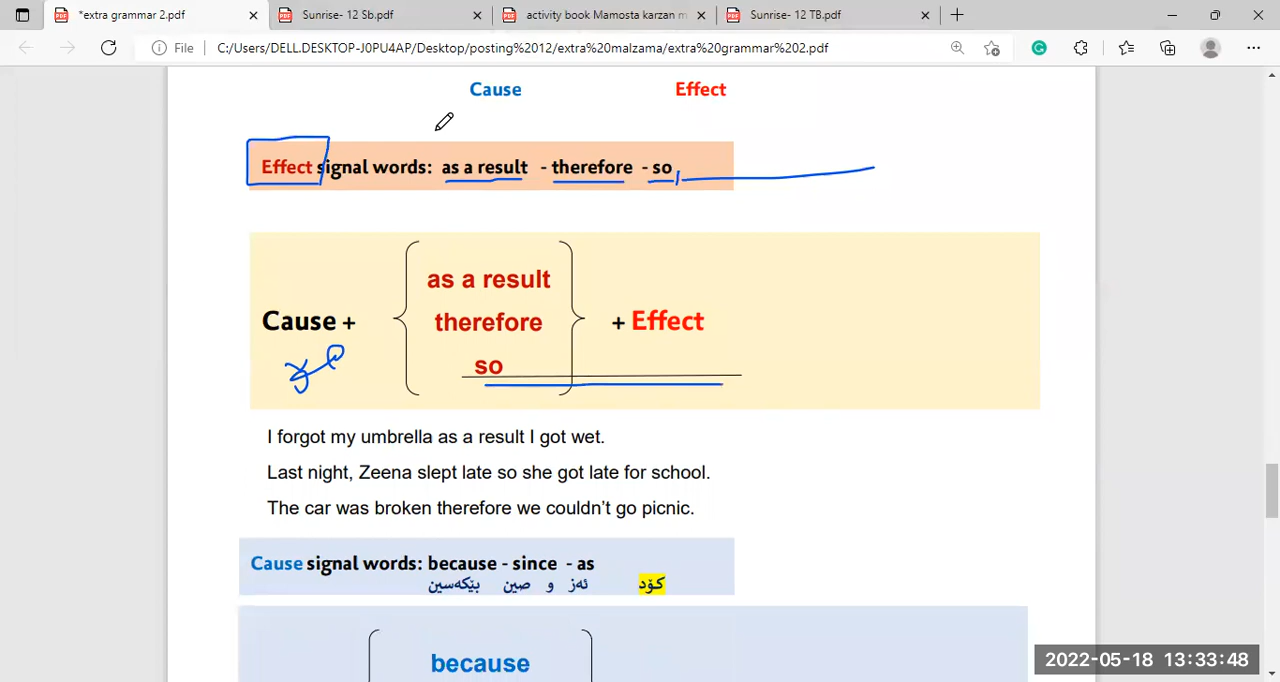 *extra grammar 2.pdf
Sunrise- 12 Sb.pdf
activity book Mamosta karzan m
Sunrise- 12 TB.pdf
File
C:/Users/DELL.DESKTOP-J0PU4AP/Desktop/posting%2012/extra%20malzama/extra%20grammar%202.pdf
Cause Effect
Effect signal words: as a result - therefore - so
as a result
therefore
so
Cause +
+ Effect
I forgot my umbrella as a result I got wet.
Last night, Zeena slept late so she got late for school.
The car was broken therefore we couldn't go picnic.
Cause signal words: because - since - as
بێکەسین صین و ئەز کـۆد
because
2022-05-18 13:33:48